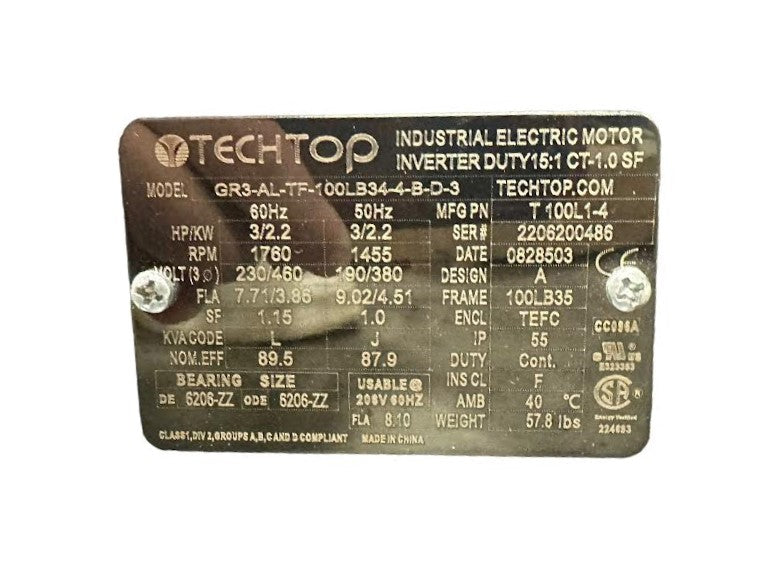 TECHTOP INDUSTRIAL ELECTRIC MOTOR
INVERTER DUTY 15:1 CT-1.0 SF
MODEL GR3-AL-TF-100LB34-4-B-D-3 TECHTOP.COM
60Hz 50Hz MFG PN T 100L1-4
HP/KW 3/2.2 3/2.2 SER# 2206200486
RPM 1760 1455 DATE 0828503
VOLT (3⌀) 230/460 190/380 DESIGN A CE
FLA 7.71/3.86 9.02/4.51 FRAME 100LB35
SF 1.15 1.0 ENCL TEFC
CC096A
KVA CODE L J IP 55
NOM.EFF 89.5 87.9 DUTY Cont.
BEARING SIZE USABLE@ INS CL F
DE 6206-ZZ ODE 6206-ZZ 208V 60HZ AMB 40 °C
FLA 8.10 WEIGHT 57.8 lbs
Energy Verified
CLASS1, DIV 2, GROUPS A, B, C AND D COMPLIANT MADE IN CHINA